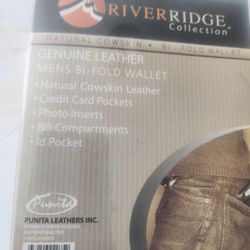 RIVERRIDGE
Collection
NATURAL COWSKIN • BI-FOLD WALLET
GENUINE LEATHER
MENS BI-FOLD WALLET
• Natural Cowskin Leather
• Credit Card Pockets
• Photo Inserts
• Bill Compartments
• Id Pocket
Punita
PUNITA LEATHERS INC.